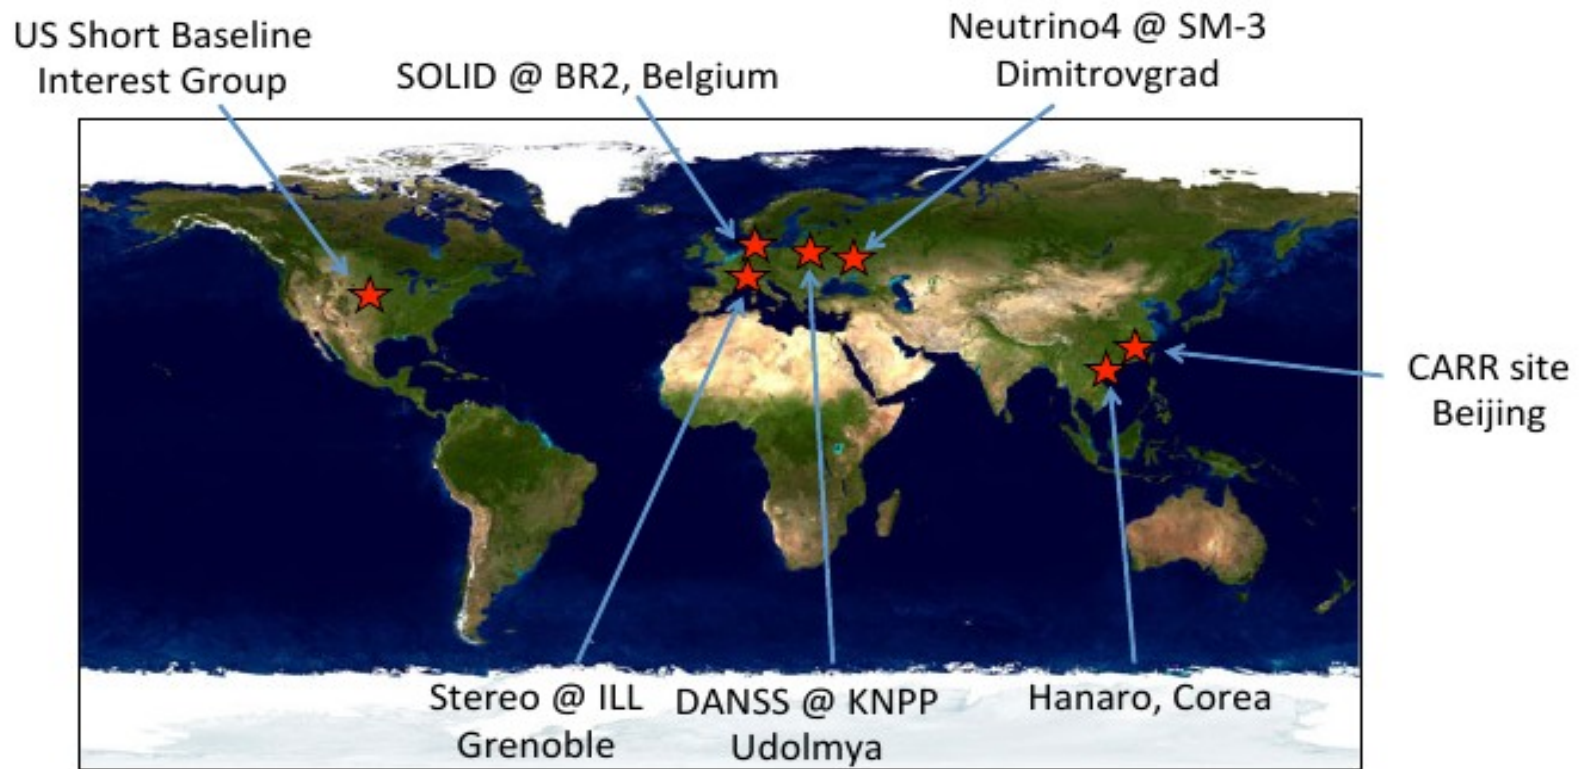 US Short Baseline
Interest Group
SOLID @ BR2, Belgium
Neutrino4 @ SM-3
Dimitrovgrad
CARR site
Beijing
Stereo @ ILL
Grenoble
DANSS @ KNPP
Udolmya
Hanaro, Corea